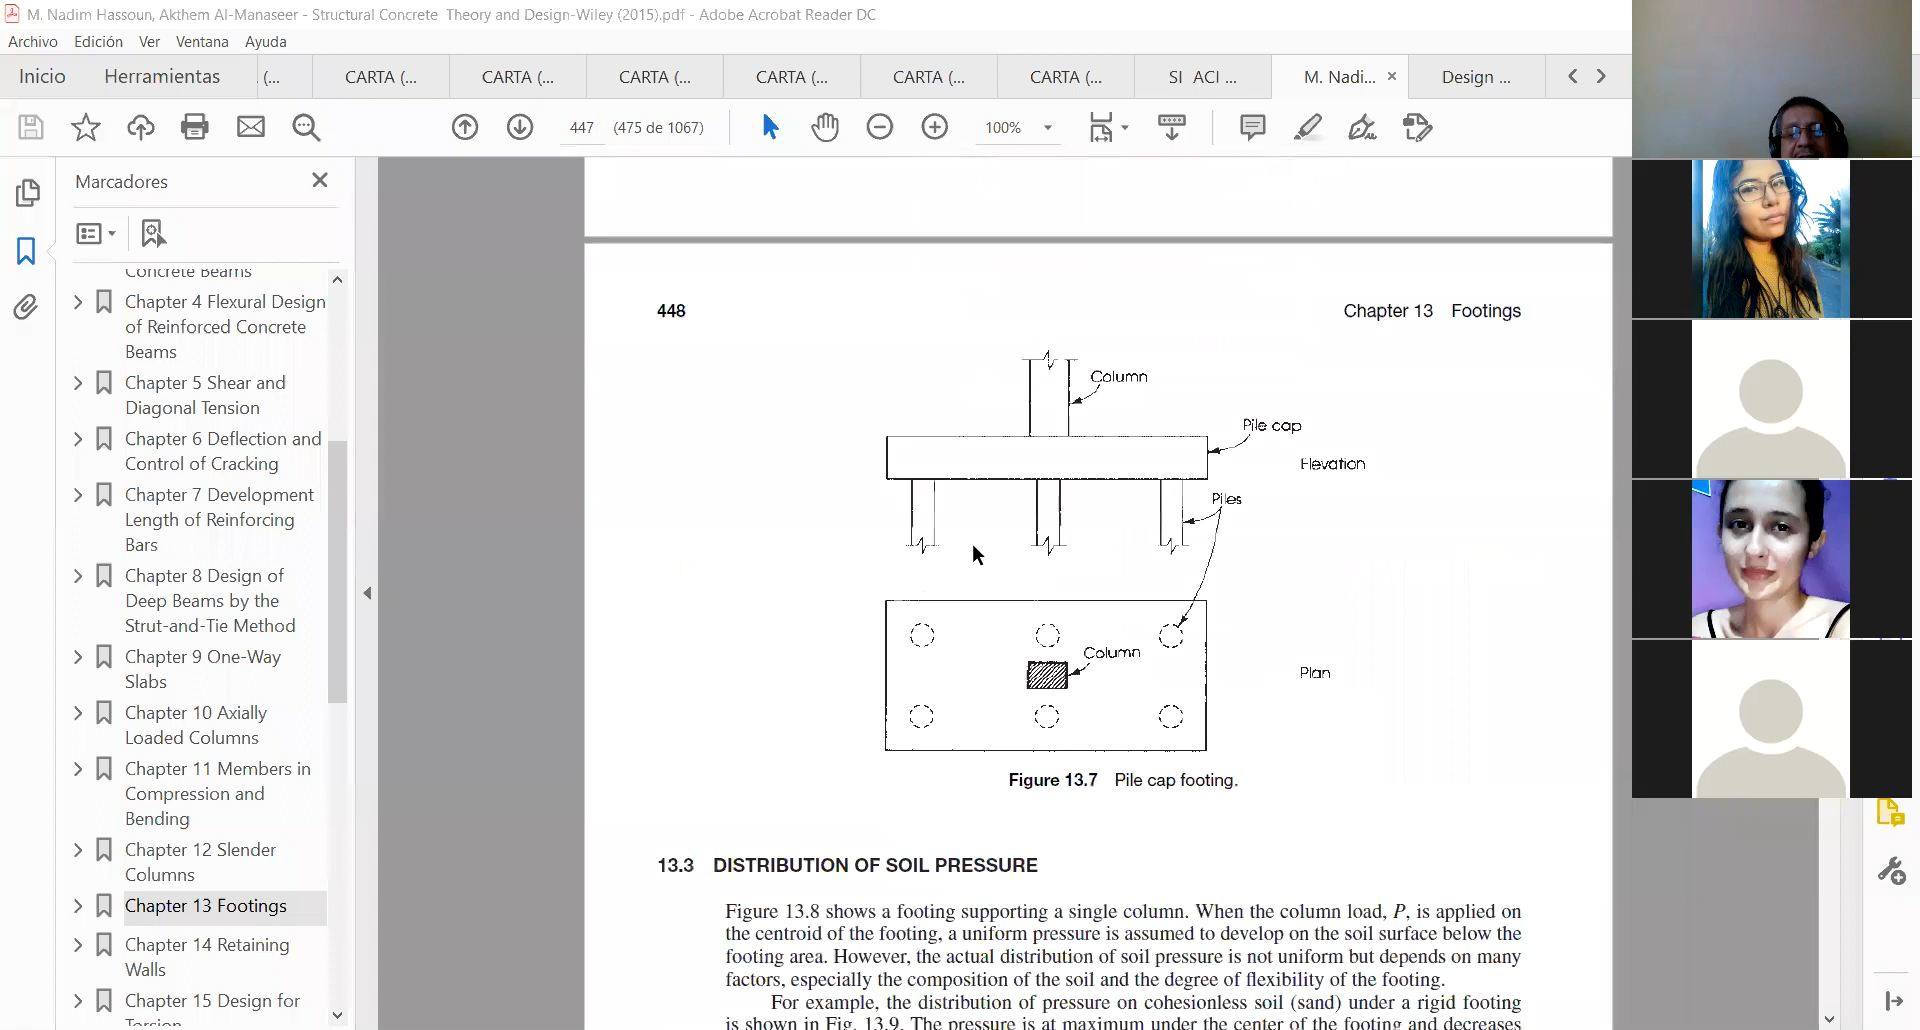 M. Nadim Hassoun, Akthem Al-Manaseer - Structural Concrete  Theory and Design-Wiley (2015).pdf - Adobe Acrobat Reader DC
Archivo Edición Ver Ventana Ayuda
Inicio Herramientas (... CARTA (... CARTA (... CARTA (... CARTA (... CARTA (... CARTA (... SI ACI ... M. Nadi... × Design ...
447 (475 de 1067) 100%
Marcadores
Concrete Beams
Chapter 4 Flexural Design
of Reinforced Concrete
Beams
Chapter 5 Shear and
Diagonal Tension
Chapter 6 Deflection and
Control of Cracking
Chapter 7 Development
Length of Reinforcing
Bars
Chapter 8 Design of
Deep Beams by the
Strut-and-Tie Method
Chapter 9 One-Way
Slabs
Chapter 10 Axially
Loaded Columns
Chapter 11 Members in
Compression and
Bending
Chapter 12 Slender
Columns
Chapter 13 Footings
Chapter 14 Retaining
Walls
Chapter 15 Design for
Torsion
448 Chapter 13 Footings
Column
Pile cap
Elevation
Piles
Column
Plan
Figure 13.7 Pile cap footing.
13.3 DISTRIBUTION OF SOIL PRESSURE
Figure 13.8 shows a footing supporting a single column. When the column load, P, is applied on
the centroid of the footing, a uniform pressure is assumed to develop on the soil surface below the
footing area. However, the actual distribution of soil pressure is not uniform but depends on many
factors, especially the composition of the soil and the degree of flexibility of the footing.
For example, the distribution of pressure on cohesionless soil (sand) under a rigid footing
is shown in Fig. 13.9. The pressure is at maximum under the center of the footing and decreases